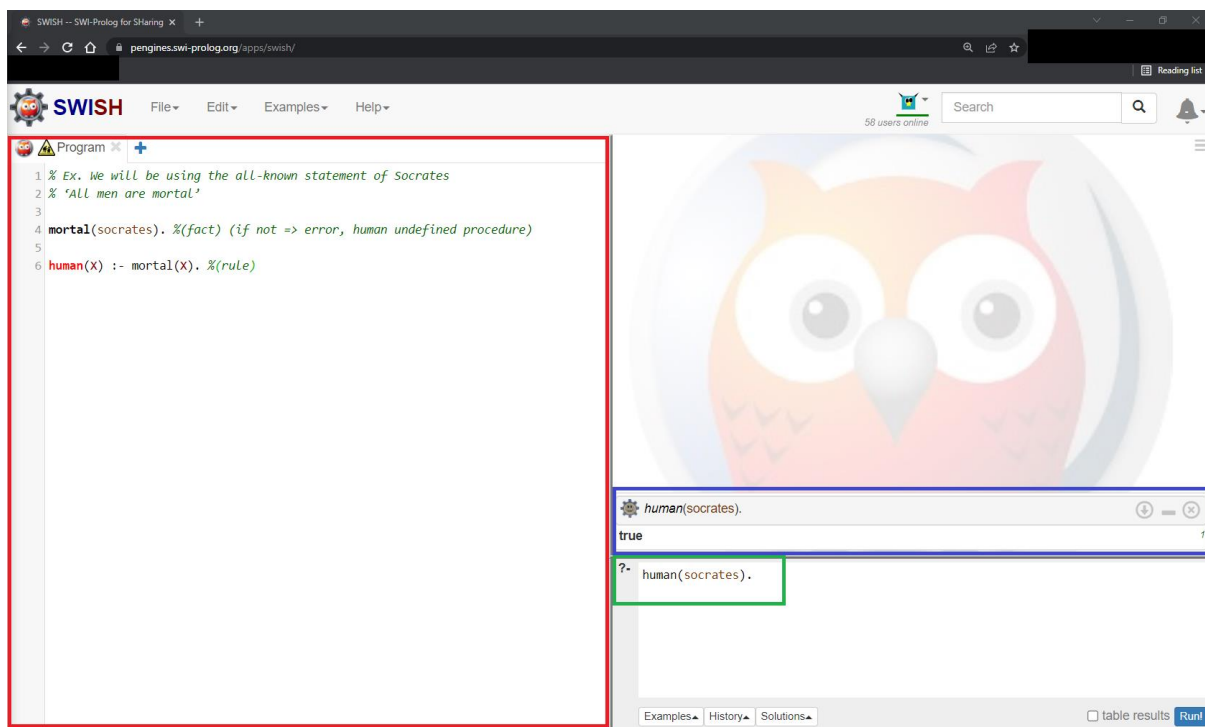 SWISH -- SWI-Prolog for SHaring
pengines.swi-prolog.org/apps/swish/
Reading list
SWISH File Edit Examples Help 58 users online Search
Program
1 % Ex. We will be using the all-known statement of Socrates
2 % ‘All men are mortal’
3
4 mortal(socrates). %(fact) (if not => error, human undefined procedure)
5
6 human(X) :- mortal(X). %(rule)
human(socrates).
true 1
?- human(socrates).
Examples History Solutions table results Run!